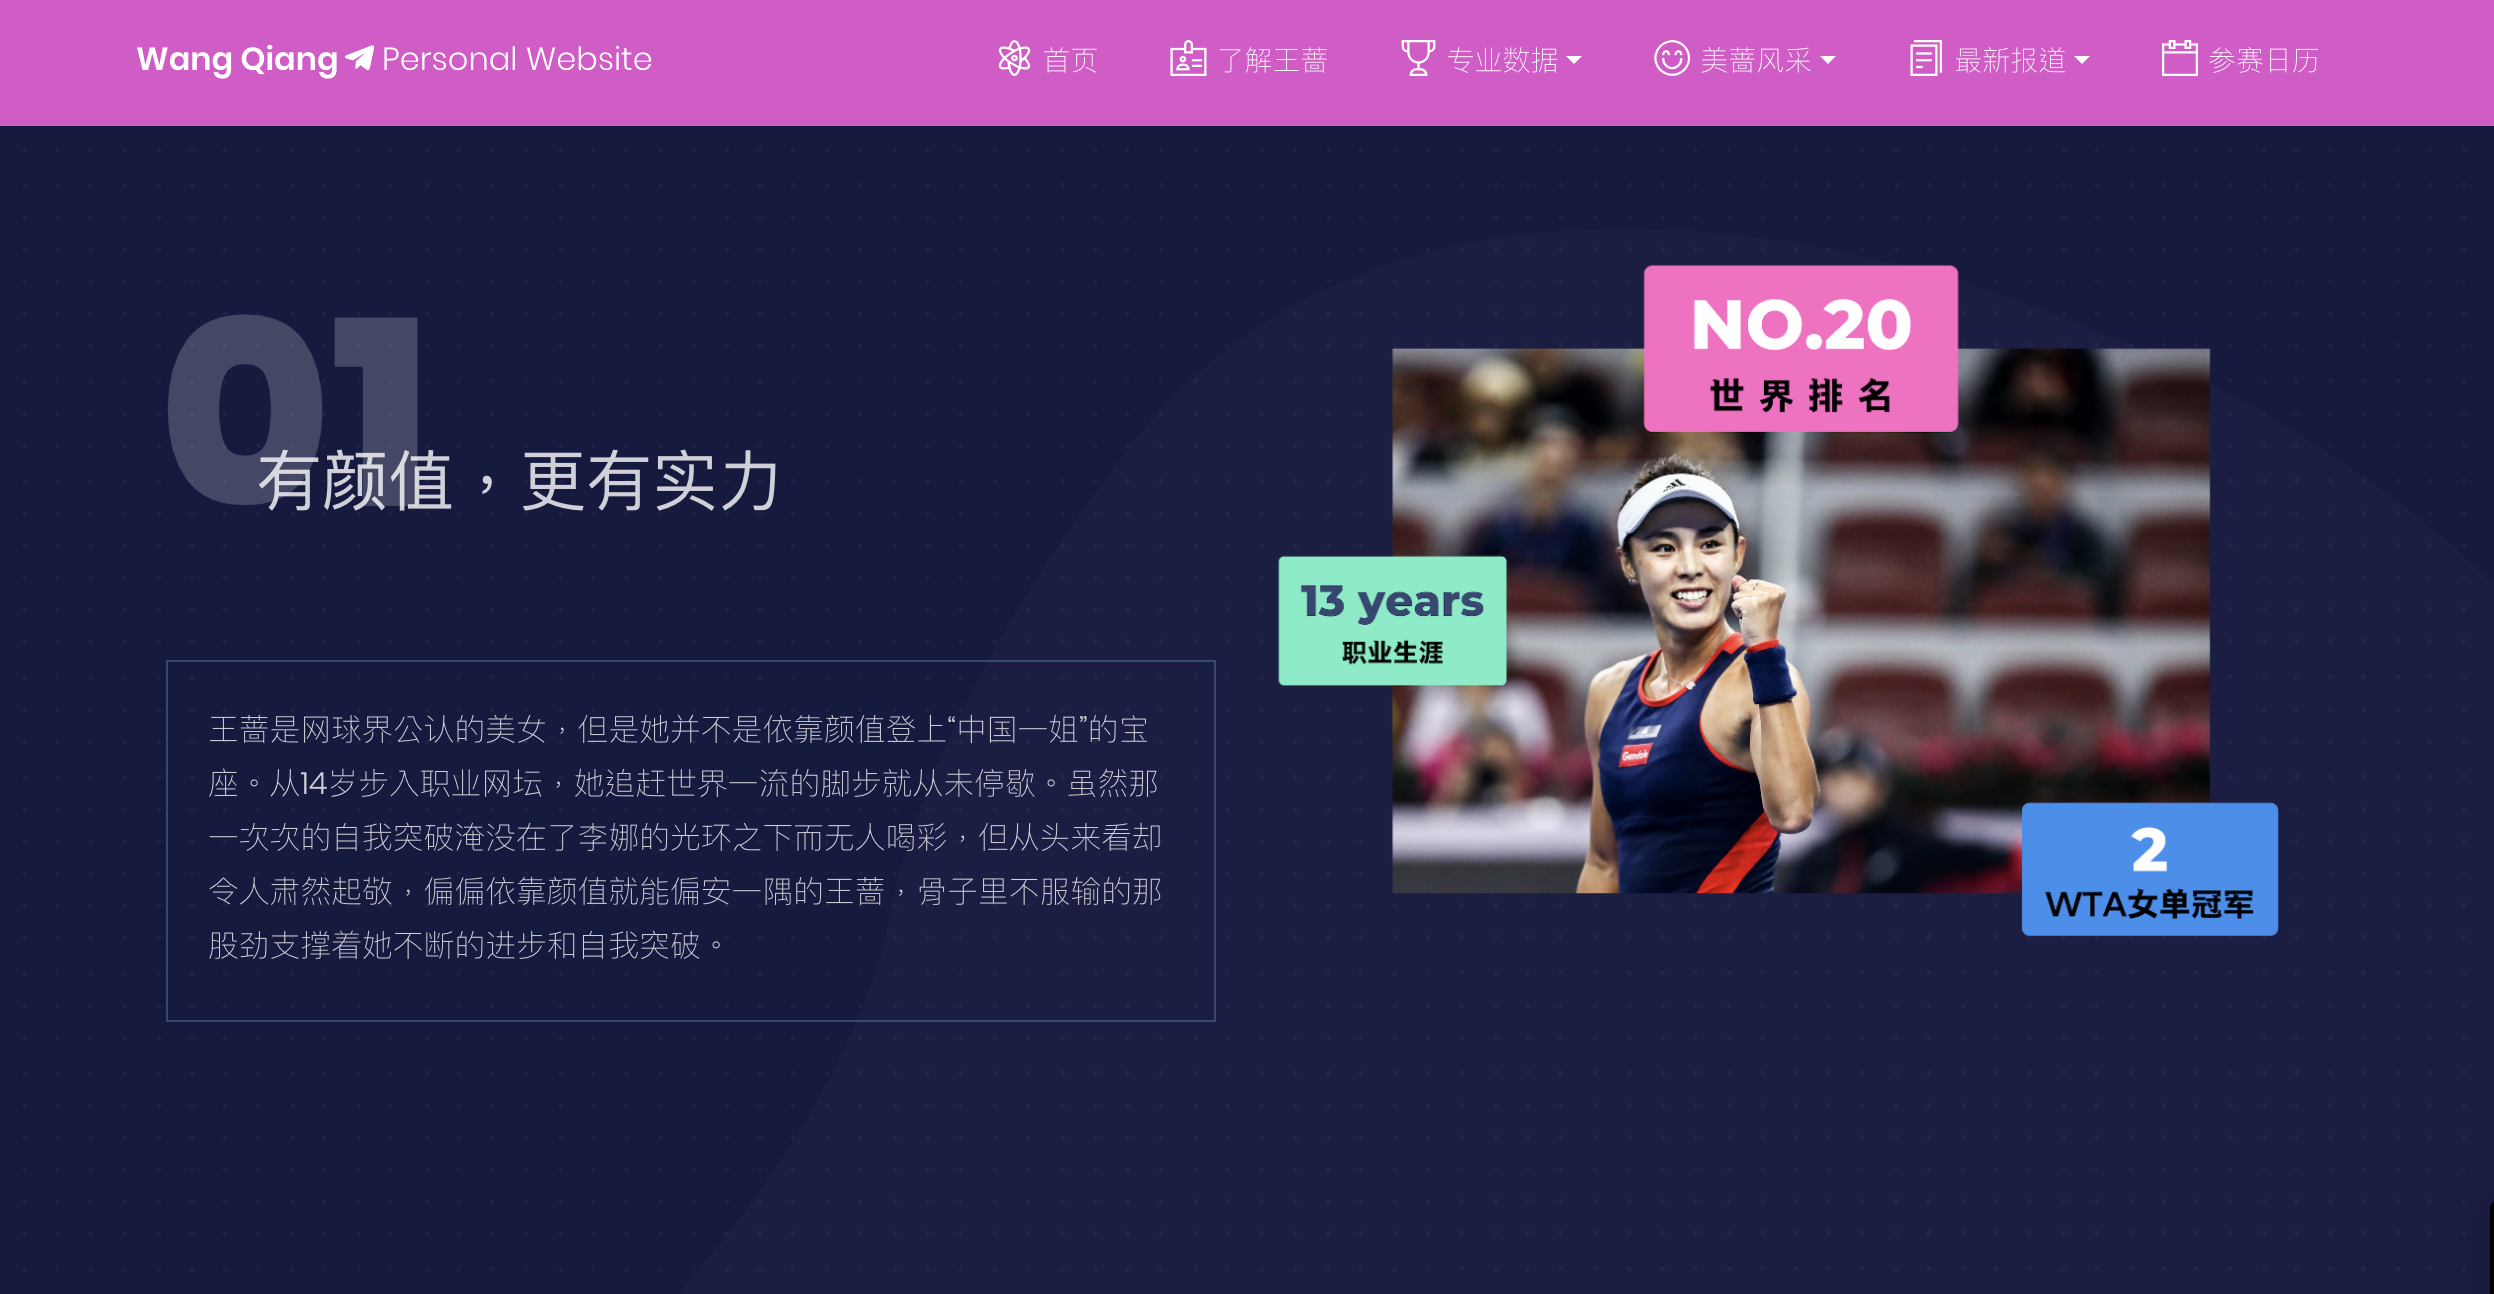 Wang Qiang Personal Website
首页 了解王蔷 专业数据 美蔷风采 最新报道 参赛日历
01
有颜值，更有实力
王蔷是网球界公认的美女，但是她并不是依靠颜值登上“中国一姐”的宝
座。从14岁步入职业网坛，她追赶世界一流的脚步就从未停歇。虽然那
一次次的自我突破淹没在了李娜的光环之下而无人喝彩，但从头来看却
令人肃然起敬，偏偏依靠颜值就能偏安一隅的王蔷，骨子里不服输的那
股劲支撑着她不断的进步和自我突破。
NO.20
世界排名
13 years
职业生涯
Gemdale
2
WTA女单冠军